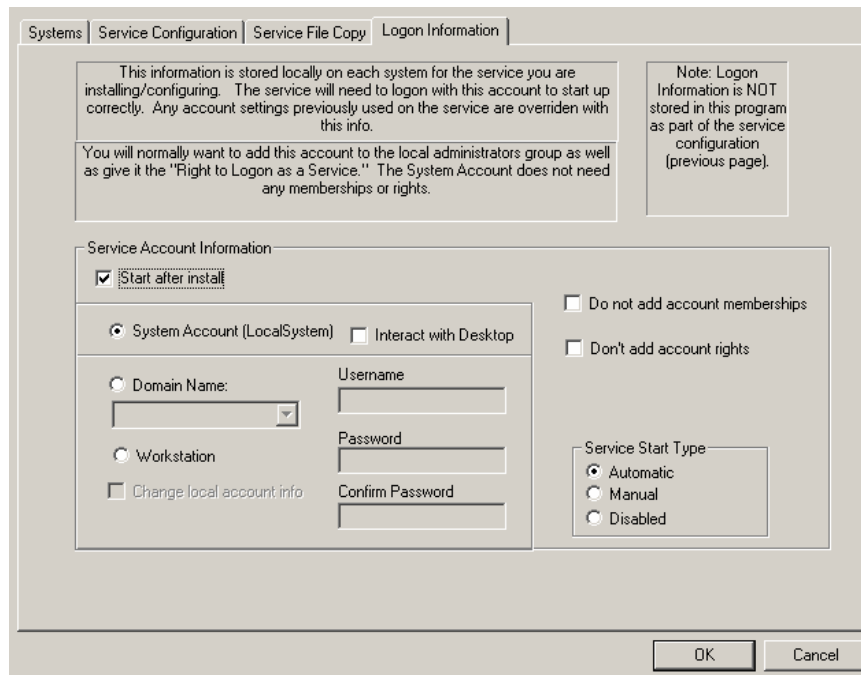 Systems
Service Configuration
Service File Copy
Logon Information
This information is stored locally on each system for the service you are
installing/configuring. The service will need to logon with this account to start up
correctly. Any account settings previously used on the service are overriden with
this info.
You will normally want to add this account to the local administrators group as well
as give it the "Right to Logon as a Service." The System Account does not need
any memberships or rights.
Note: Logon
Information is NOT
stored in this program
as part of the service
configuration
(previous page).
Service Account Information
Start after install
System Account (LocalSystem)
Interact with Desktop
Domain Name:
Workstation
Change local account info
Username
Password
Confirm Password
Do not add account memberships
Don't add account rights
Service Start Type
Automatic
Manual
Disabled
OK
Cancel